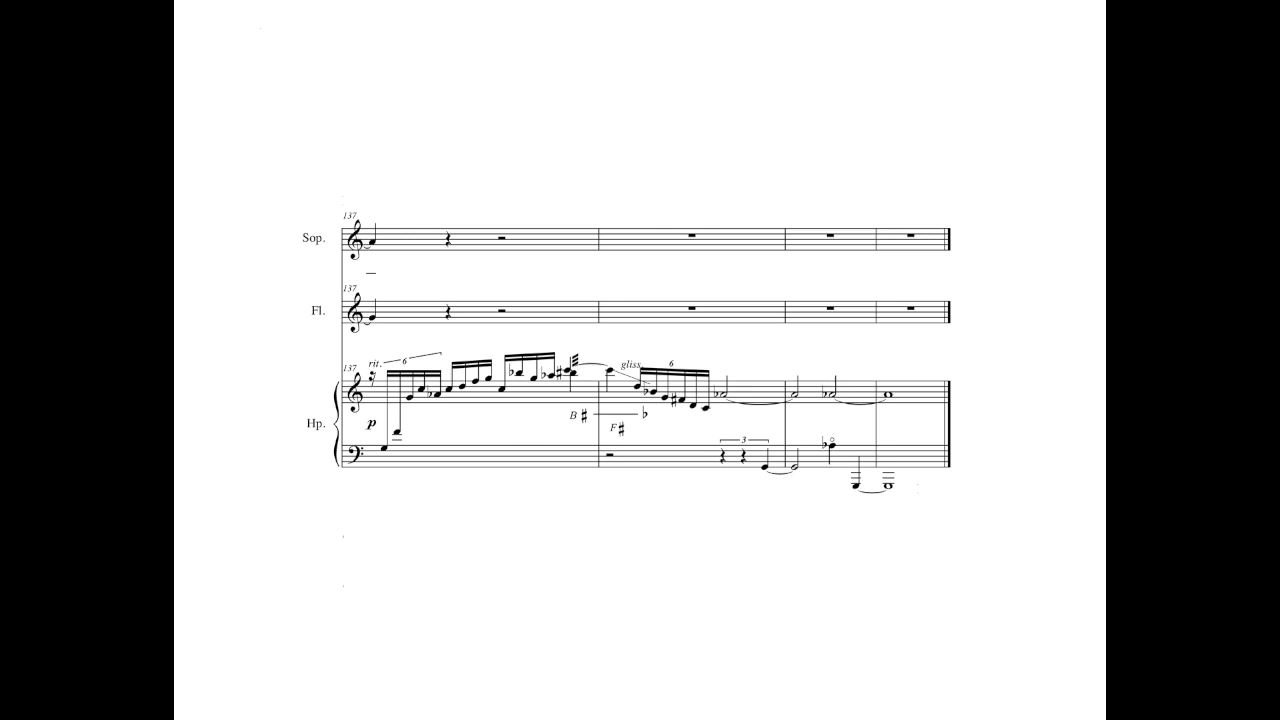 137
Sop.
137
Fl.
rit.
6
gliss.
6
137
p
Hp.
B ♯ ♭
F ♯
3